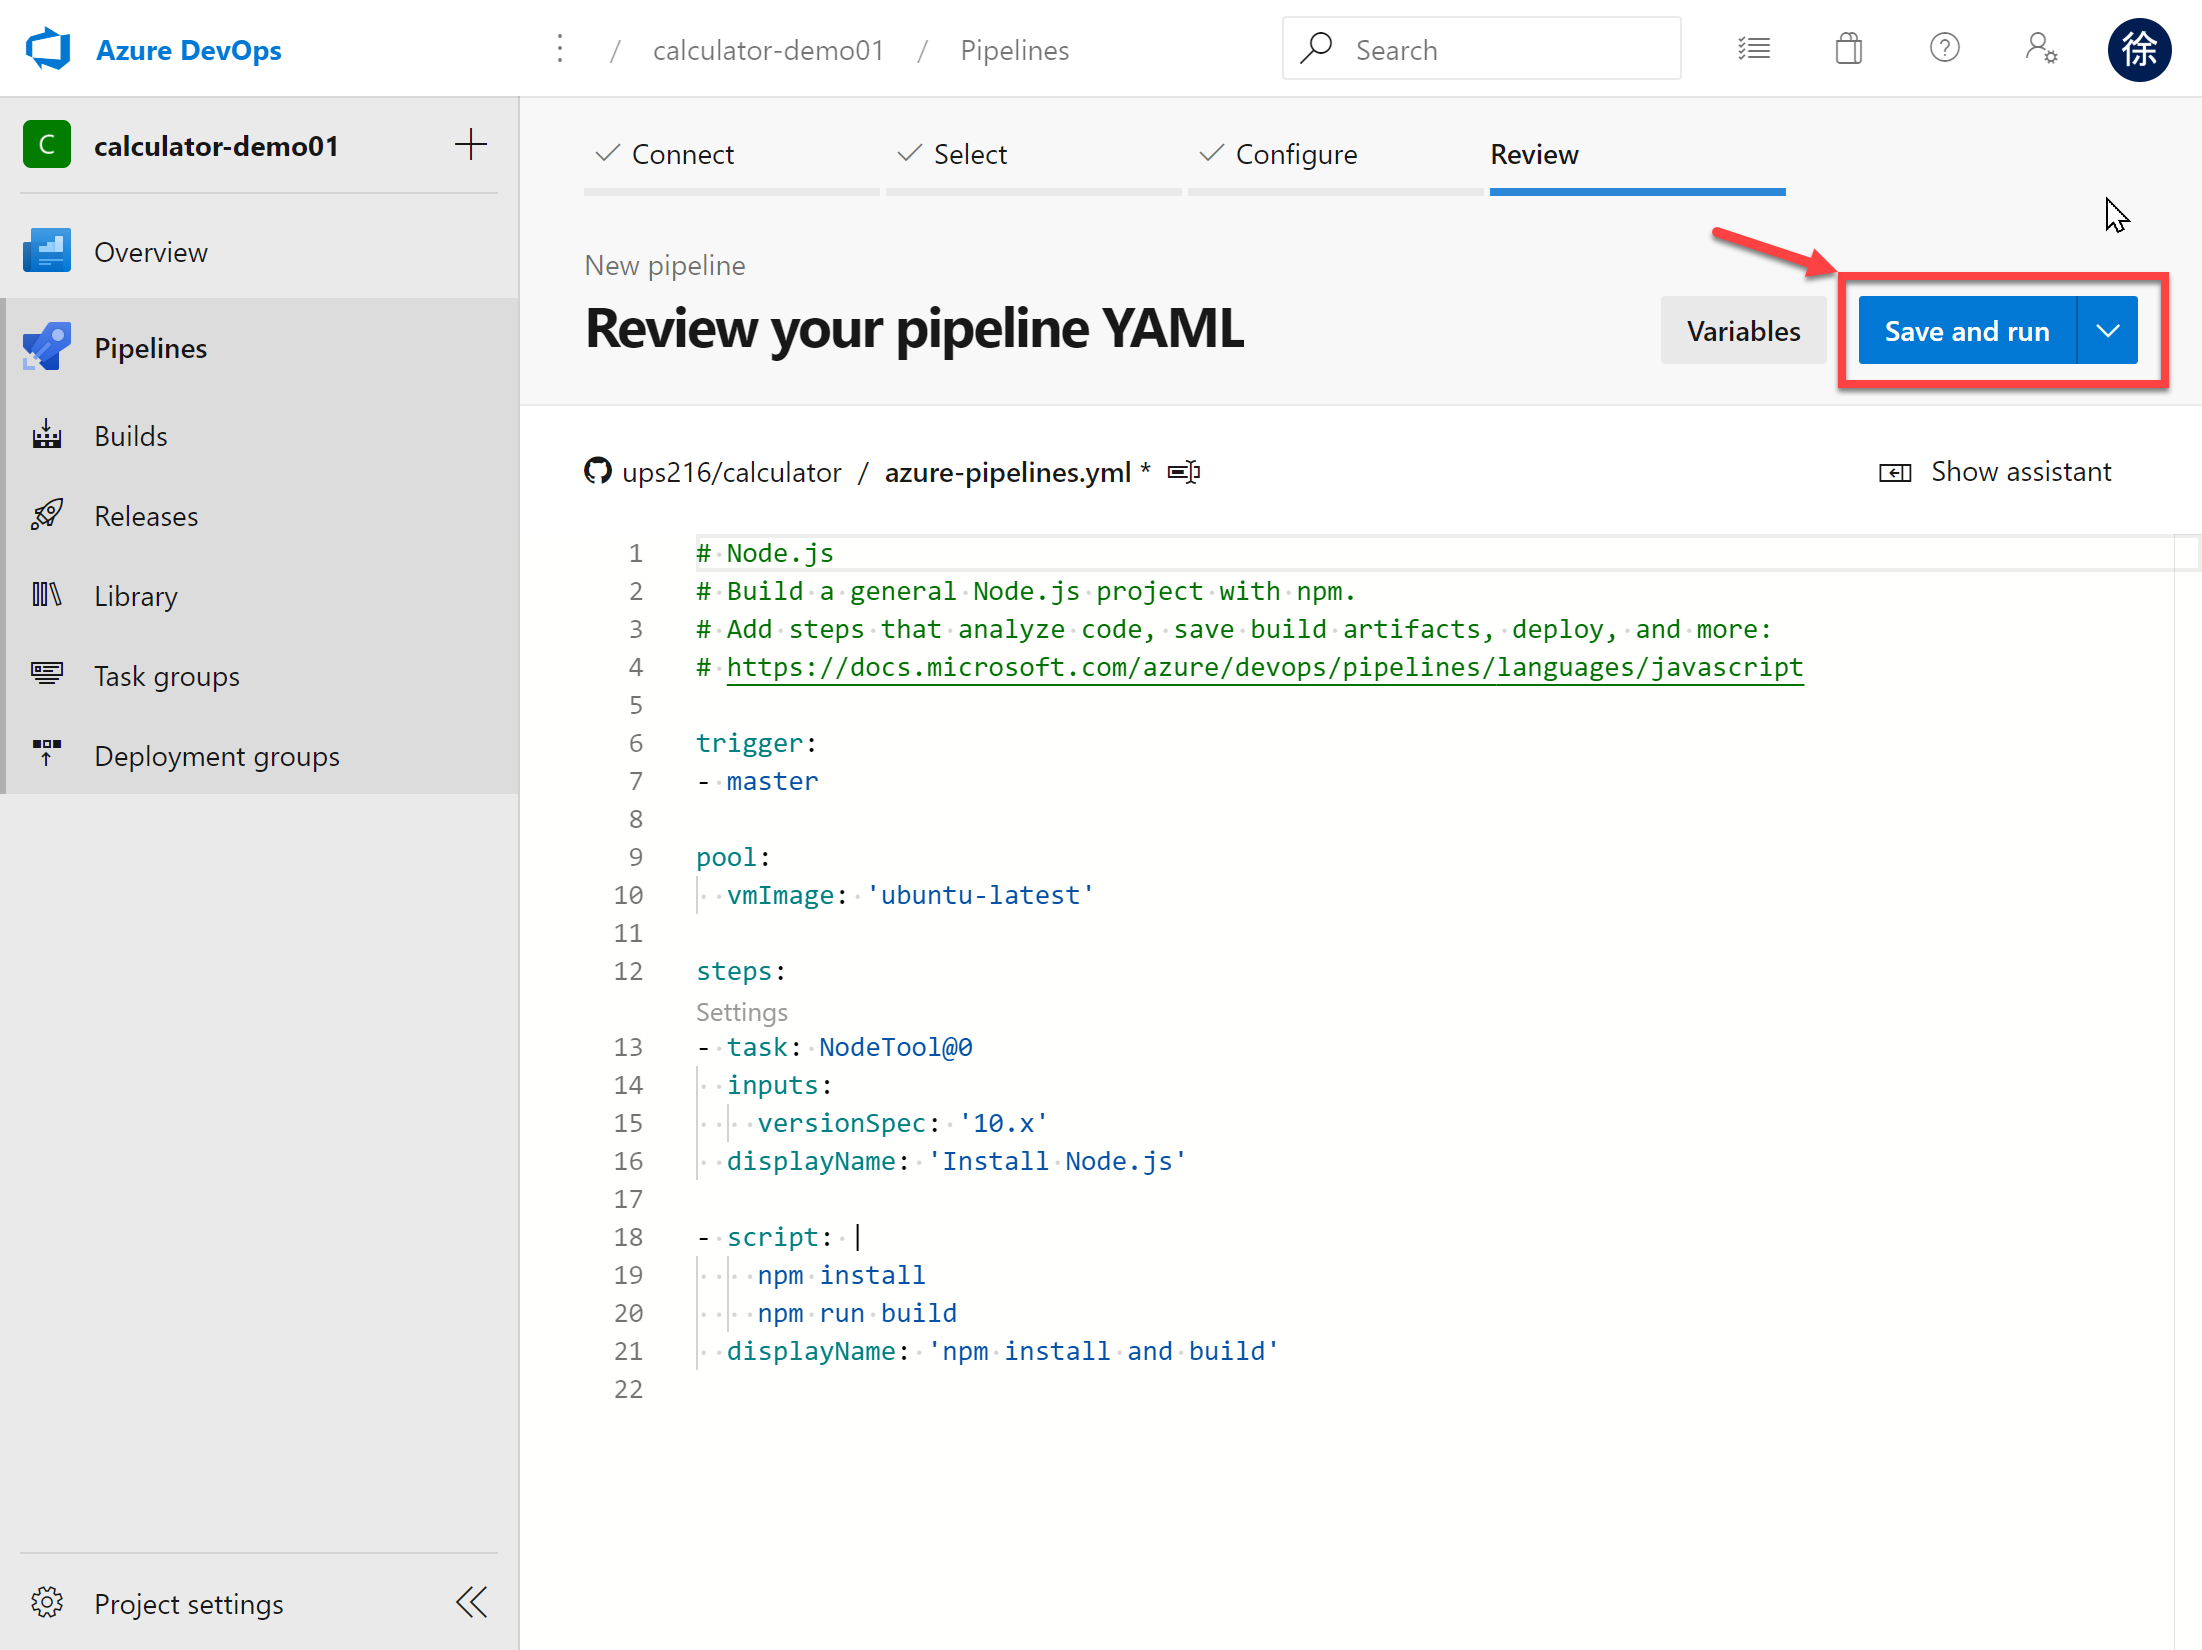 Azure DevOps
/ calculator-demo01 / Pipelines
Search
徐
C calculator-demo01
Overview
Pipelines
Builds
Releases
Library
Task groups
Deployment groups
Project settings
Connect
Select
Configure
Review
New pipeline
Review your pipeline YAML
Variables
Save and run
ups216/calculator / azure-pipelines.yml *
Show assistant
1 # Node.js
2 # Build a general Node.js project with npm.
3 # Add steps that analyze code, save build artifacts, deploy, and more:
4 # https://docs.microsoft.com/azure/devops/pipelines/languages/javascript
5
6 trigger:
7 - master
8
9 pool:
10 vmImage: 'ubuntu-latest'
11
12 steps:
Settings
13 - task: NodeTool@0
14 inputs:
15 versionSpec: '10.x'
16 displayName: 'Install Node.js'
17
18 - script: |
19 npm install
20 npm run build
21 displayName: 'npm install and build'
22